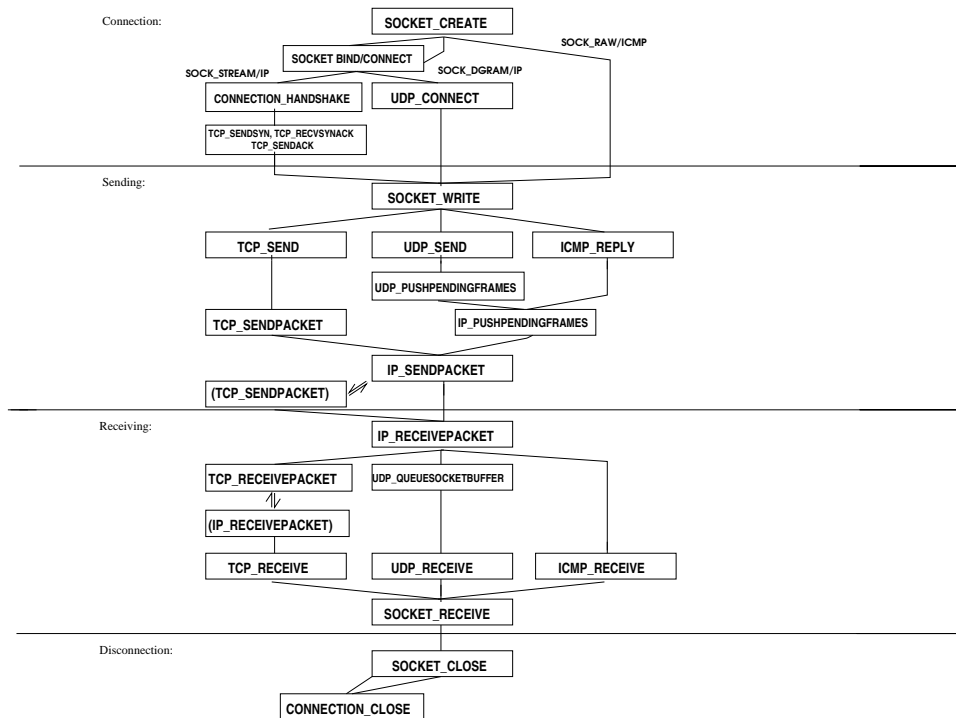 Connection:
SOCKET_CREATE
SOCK_RAW/ICMP
SOCKET BIND/CONNECT
SOCK_STREAM/IP
SOCK_DGRAM/IP
CONNECTION_HANDSHAKE
UDP_CONNECT
TCP_SENDSYN, TCP_RECVSYNACK
TCP_SENDACK
Sending:
SOCKET_WRITE
TCP_SEND
UDP_SEND
ICMP_REPLY
UDP_PUSHPENDINGFRAMES
TCP_SENDPACKET
IP_PUSHPENDINGFRAMES
IP_SENDPACKET
(TCP_SENDPACKET)
Receiving:
IP_RECEIVEPACKET
TCP_RECEIVEPACKET
UDP_QUEUESOCKETBUFFER
(IP_RECEIVEPACKET)
TCP_RECEIVE
UDP_RECEIVE
ICMP_RECEIVE
SOCKET_RECEIVE
Disconnection:
SOCKET_CLOSE
CONNECTION_CLOSE